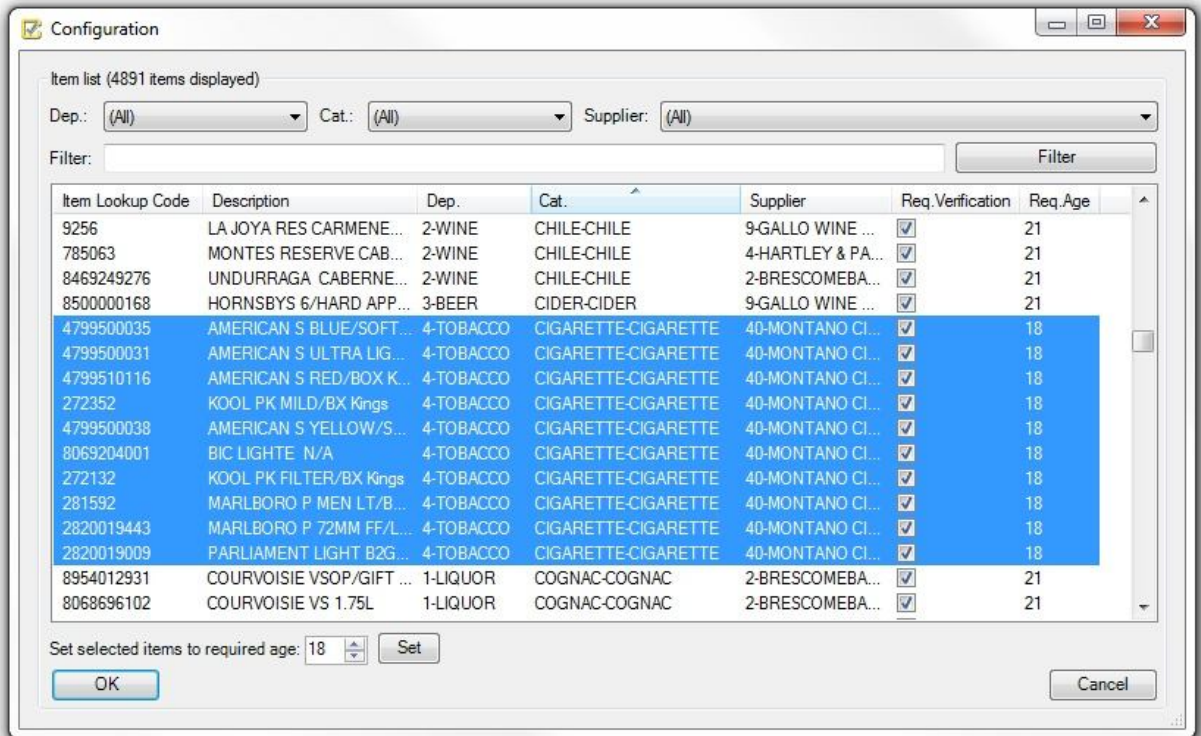 Configuration
Item list (4891 items displayed)
Dep.: (All) Cat.: (All) Supplier: (All)
Filter: Filter
Item Lookup Code Description Dep. Cat. Supplier Req.Verification Req.Age
9256 LA JOYA RES CARMENE... 2-WINE CHILE-CHILE 9-GALLO WINE ... 21
785063 MONTES RESERVE CAB... 2-WINE CHILE-CHILE 4-HARTLEY & PA... 21
8469249276 UNDURRAGA CABERNE... 2-WINE CHILE-CHILE 2-BRESCOMEBA... 21
8500000168 HORNSBYS 6/HARD APP... 3-BEER CIDER-CIDER 9-GALLO WINE ... 21
4799500035 AMERICAN S BLUE/SOFT... 4-TOBACCO CIGARETTE-CIGARETTE 40-MONTANO CI... 18
4799500031 AMERICAN S ULTRA LIG... 4-TOBACCO CIGARETTE-CIGARETTE 40-MONTANO CI... 18
4799510116 AMERICAN S RED/BOX K... 4-TOBACCO CIGARETTE-CIGARETTE 40-MONTANO CI... 18
272352 KOOL PK MILD/BX Kings 4-TOBACCO CIGARETTE-CIGARETTE 40-MONTANO CI... 18
4799500038 AMERICAN S YELLOW/S... 4-TOBACCO CIGARETTE-CIGARETTE 40-MONTANO CI... 18
8069204001 BIC LIGHTE N/A 4-TOBACCO CIGARETTE-CIGARETTE 40-MONTANO CI... 18
272132 KOOL PK FILTER/BX Kings 4-TOBACCO CIGARETTE-CIGARETTE 40-MONTANO CI... 18
281592 MARLBORO P MEN LT/B... 4-TOBACCO CIGARETTE-CIGARETTE 40-MONTANO CI... 18
2820019443 MARLBORO P 72MM FF/L... 4-TOBACCO CIGARETTE-CIGARETTE 40-MONTANO CI... 18
2820019009 PARLIAMENT LIGHT B2G... 4-TOBACCO CIGARETTE-CIGARETTE 40-MONTANO CI... 18
8954012931 COURVOISIE VSOP/GIFT ... 1-LIQUOR COGNAC-COGNAC 2-BRESCOMEBA... 21
8068696102 COURVOISIE VS 1.75L 1-LIQUOR COGNAC-COGNAC 2-BRESCOMEBA... 21
Set selected items to required age: 18 Set
OK Cancel